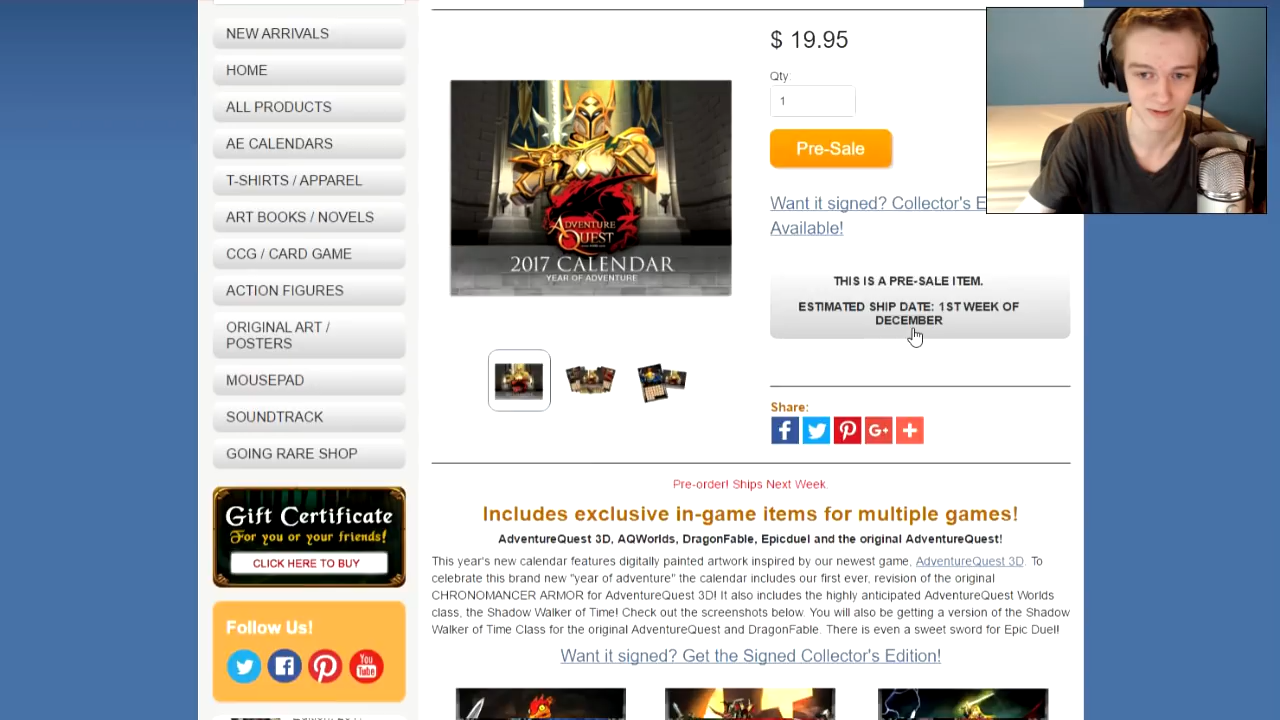 NEW ARRIVALS
HOME
ALL PRODUCTS
AE CALENDARS
T-SHIRTS / APPAREL
ART BOOKS / NOVELS
CCG / CARD GAME
ACTION FIGURES
ORIGINAL ART /
POSTERS
MOUSEPAD
SOUNDTRACK
GOING RARE SHOP
Gift Certificate
For you or your friends!
CLICK HERE TO BUY
Follow Us!
You
Tube
ADVENTURE
QUEST
2017 CALENDAR
YEAR OF ADVENTURE
$ 19.95
Qty:
1
Pre-Sale
Want it signed? Collector's
Available!
THIS IS A PRE-SALE ITEM.
ESTIMATED SHIP DATE: 1ST WEEK OF
DECEMBER
Share:
G+
Pre-order! Ships Next Week.
Includes exclusive in-game items for multiple games!
AdventureQuest 3D, AQWorlds, DragonFable, Epicduel and the original AdventureQuest!
This year's new calendar features digitally painted artwork inspired by our newest game, AdventureQuest 3D. To
celebrate this brand new "year of adventure" the calendar includes our first ever, revision of the original
CHRONOMANCER ARMOR for AdventureQuest 3D! It also includes the highly anticipated AdventureQuest Worlds
class, the Shadow Walker of Time! Check out the screenshots below. You will also be getting a version of the Shadow
Walker of Time Class for the original AdventureQuest and DragonFable. There is even a sweet sword for Epic Duel!
Want it signed? Get the Signed Collector's Edition!